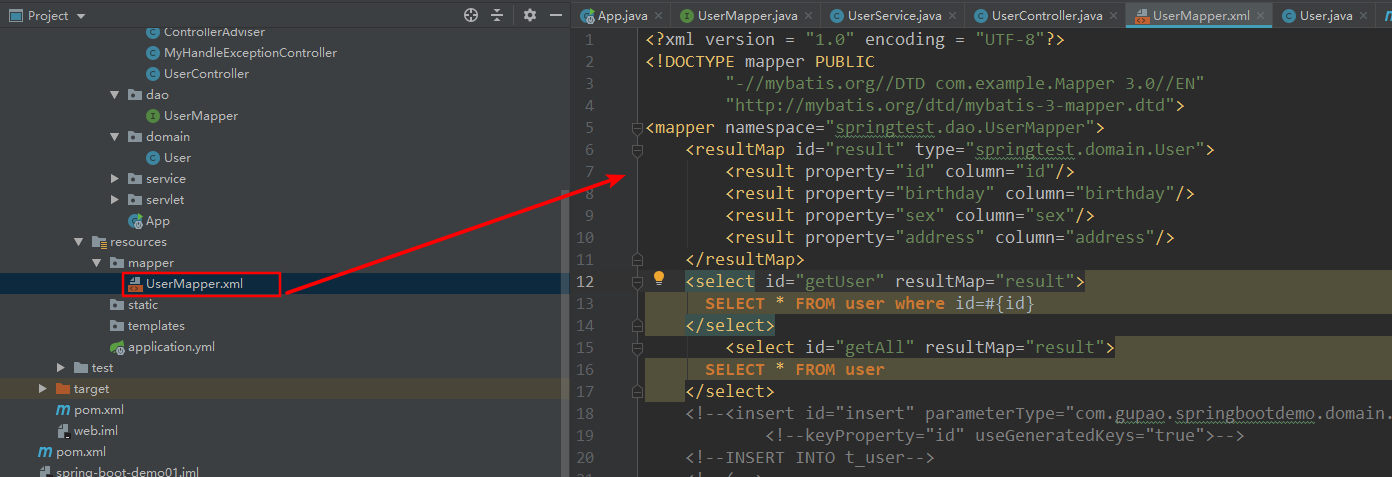 Project
ControllerAdviser
MyHandleExceptionController
UserController
dao
UserMapper
domain
User
service
servlet
App
resources
mapper
UserMapper.xml
static
templates
application.yml
test
target
pom.xml
web.iml
pom.xml
spring-boot-demo01.iml
App.java
UserMapper.java
UserService.java
UserController.java
UserMapper.xml
User.java
1 <?xml version = "1.0" encoding = "UTF-8"?>
2 <!DOCTYPE mapper PUBLIC
3 "-//mybatis.org//DTD com.example.Mapper 3.0//EN"
4 "http://mybatis.org/dtd/mybatis-3-mapper.dtd">
5 <mapper namespace="springtest.dao.UserMapper">
6 <resultMap id="result" type="springtest.domain.User">
7 <result property="id" column="id"/>
8 <result property="birthday" column="birthday"/>
9 <result property="sex" column="sex"/>
10 <result property="address" column="address"/>
11 </resultMap>
12 <select id="getUser" resultMap="result">
13 SELECT * FROM user where id=#{id}
14 </select>
15 <select id="getAll" resultMap="result">
16 SELECT * FROM user
17 </select>
18 <!--<insert id="insert" parameterType="com.gupao.springbootdemo.domain.
19 <!--keyProperty="id" useGeneratedKeys="true">-->
20 <!--INSERT INTO t_user-->